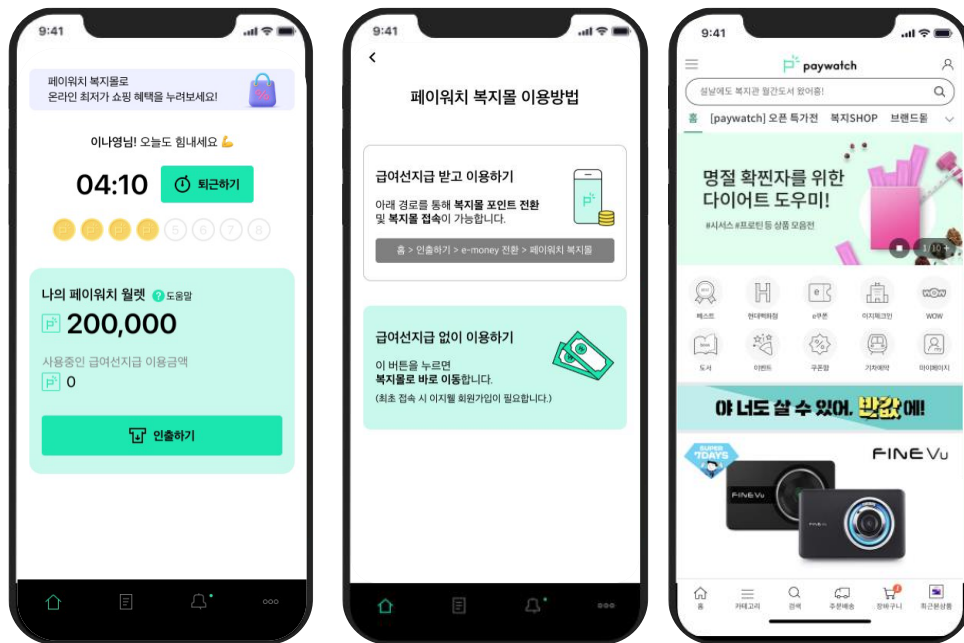 9:41
페이워치 복지몰로
온라인 최저가 쇼핑 혜택을 누려보세요!
이나영님! 오늘도 힘내세요
04:10
퇴근하기
5 6 7 8
나의 페이워치 월렛 ? 도움말
200,000
사용중인 급여선지급 이용금액
0
인출하기
9:41
페이워치 복지몰 이용방법
급여선지급 받고 이용하기
아래 경로를 통해 복지몰 포인트 전환
및 복지몰 접속이 가능합니다.
홈 > 인출하기 > e-money 전환 > 페이워치 복지몰
급여선지급 없이 이용하기
이 버튼을 누르면
복지몰로 바로 이동합니다.
(최초 접속 시 이지웰 회원가입이 필요합니다.)
9:41
paywatch
설날에도 복지관 월간도서 왔어흥!
홈 [paywatch] 오픈 특가전 복지SHOP 브랜드몰
명절 확찐자를 위한
다이어트 도우미!
#시서스 #프로틴 등 상품 모음전
1/10 +
베스트 현대백화점 e쿠폰 이지체크인 WOW
도서 이벤트 쿠폰함 기차예약 마이페이지
야 너도 살 수 있어, 반값에!
SUPER
7DAYS
FINEVu
FINEVu
홈 카테고리 검색 주문배송 장바구니 최근본상품